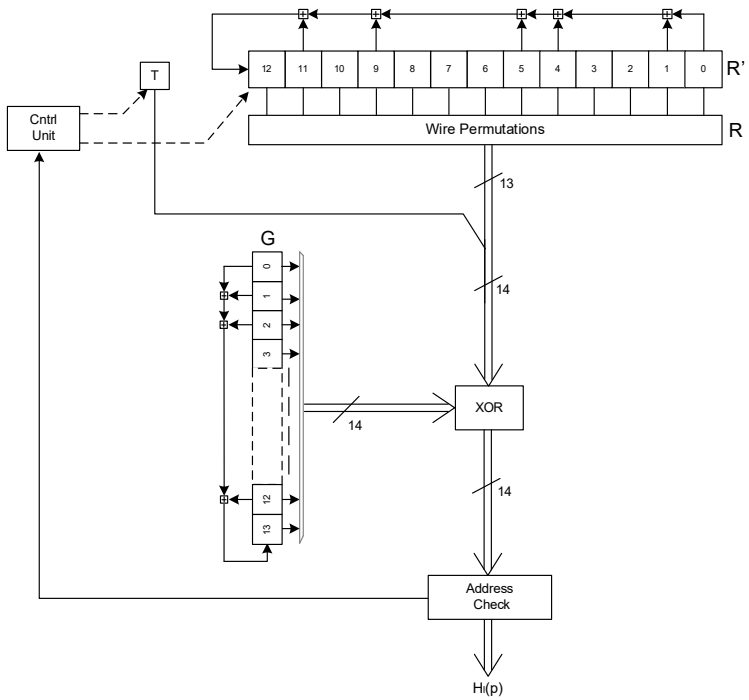 12 11 10 9 8 7 6 5 4 3 2 1 0 R'
T
Cntrl
Unit
Wire Permutations R
13
G
0
1
2
3
12
13
14
14
XOR
14
Address
Check
Hl(p)